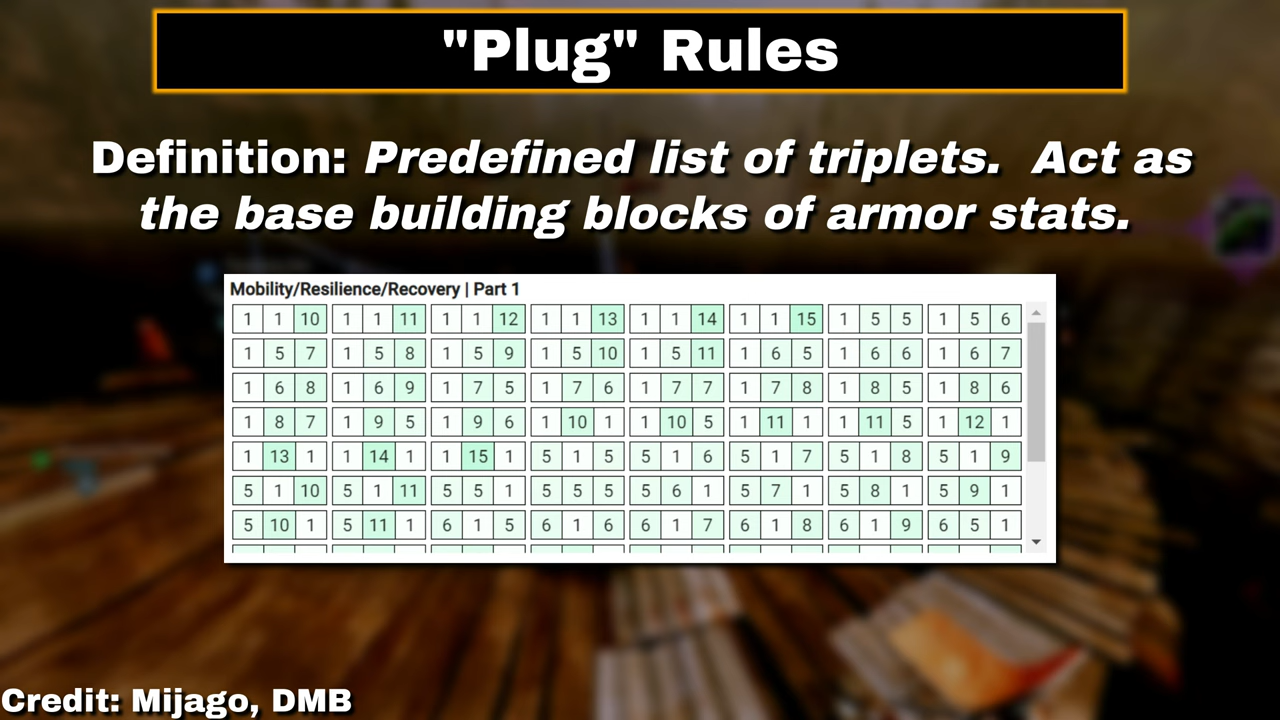 "Plug" Rules
Definition: Predefined list of triplets. Act as
the base building blocks of armor stats.
Mobility/Resilience/Recovery | Part 1
1 1 10 1 1 11 1 1 12 1 1 13 1 1 14 1 1 15 1 5 5 1 5 6
1 5 7 1 5 8 1 5 9 1 5 10 1 5 11 1 6 5 1 6 6 1 6 7
1 6 8 1 6 9 1 7 5 1 7 6 1 7 7 1 7 8 1 8 5 1 8 6
1 8 7 1 9 5 1 9 6 1 10 1 1 10 5 1 11 1 1 11 5 1 12 1
1 13 1 1 14 1 1 15 1 5 1 5 5 1 6 5 1 7 5 1 8 5 1 9
5 1 10 5 1 11 5 5 1 5 5 5 5 6 1 5 7 1 5 8 1 5 9 1
5 10 1 5 11 1 6 1 5 6 1 6 6 1 7 6 1 8 6 1 9 6 5 1
Credit: Mijago, DMB